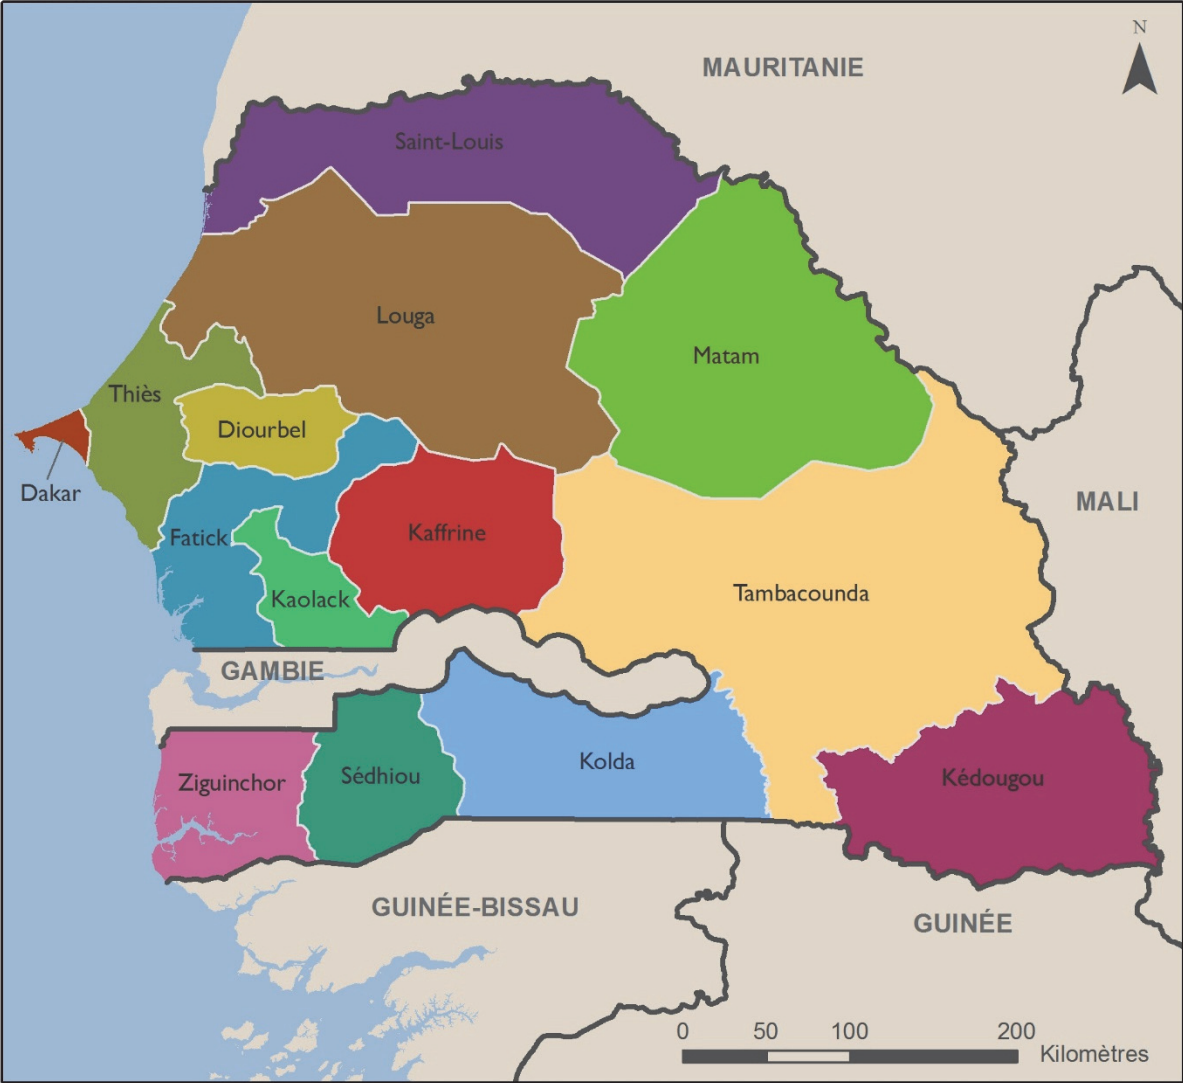 N
MAURITANIE
Saint-Louis
Louga
Matam
Thiès
Diourbel
Dakar
MALI
Fatick
Kaffrine
Kaolack
Tambacounda
GAMBIE
Ziguinchor
Sédhiou
Kolda
Kédougou
GUINÉE-BISSAU
GUINÉE
0 50 100 200
Kilomètres